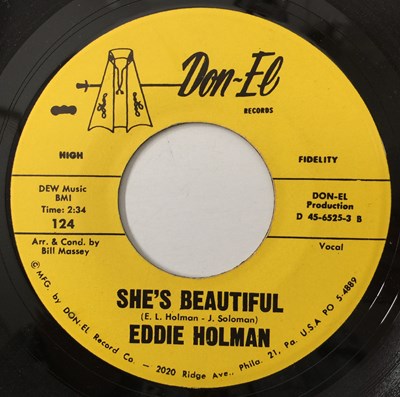 Don-El
RECORDS
HIGH
FIDELITY
DEW Music
BMI
Time: 2:34
124
DON-EL
Production
D 45-6525-3 B
Arr. & Cond. by
Bill Massey
Vocal
SHE'S BEAUTIFUL
(E. L. Holman - J. Soloman)
EDDIE HOLMAN
© MFG. by DON-EL Record Co. — 2020 Ridge Ave., Phila. 21, Pa. U.S.A PO 5-4889